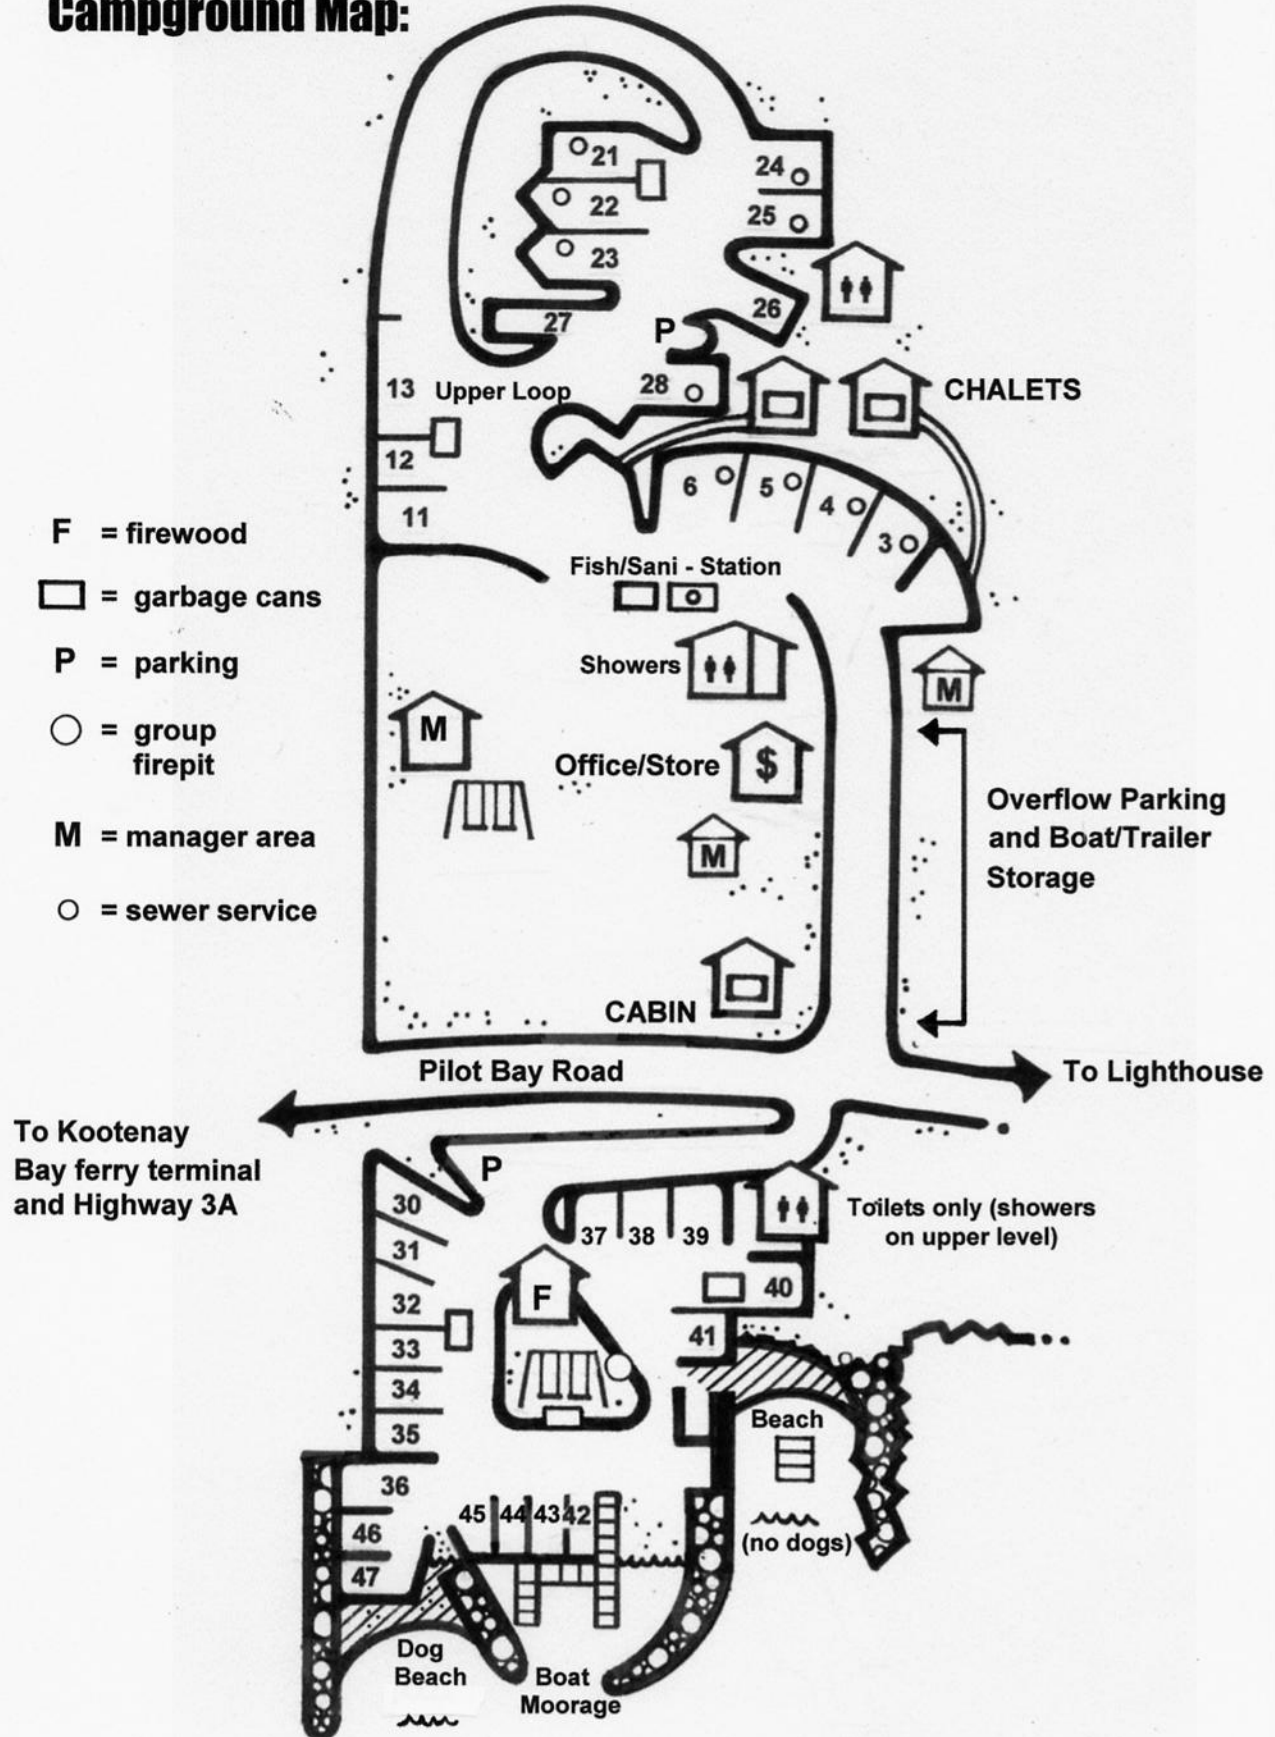 Campground Map:
21
22
23
24
25
26
27
P
28
13
Upper Loop
12
11
CHALETS
6
5
4
3
F = firewood
= garbage cans
P = parking
= group
firepit
M = manager area
= sewer service
Fish/Sani - Station
Showers
M
M
Office/Store
$
M
Overflow Parking
and Boat/Trailer
Storage
CABIN
Pilot Bay Road
To Lighthouse
To Kootenay
Bay ferry terminal
and Highway 3A
P
30
31
32
33
34
35
36
46
47
37
38
39
Toilets only (showers
on upper level)
F
40
41
Beach
(no dogs)
45
44
43
42
Dog
Beach
Boat
Moorage